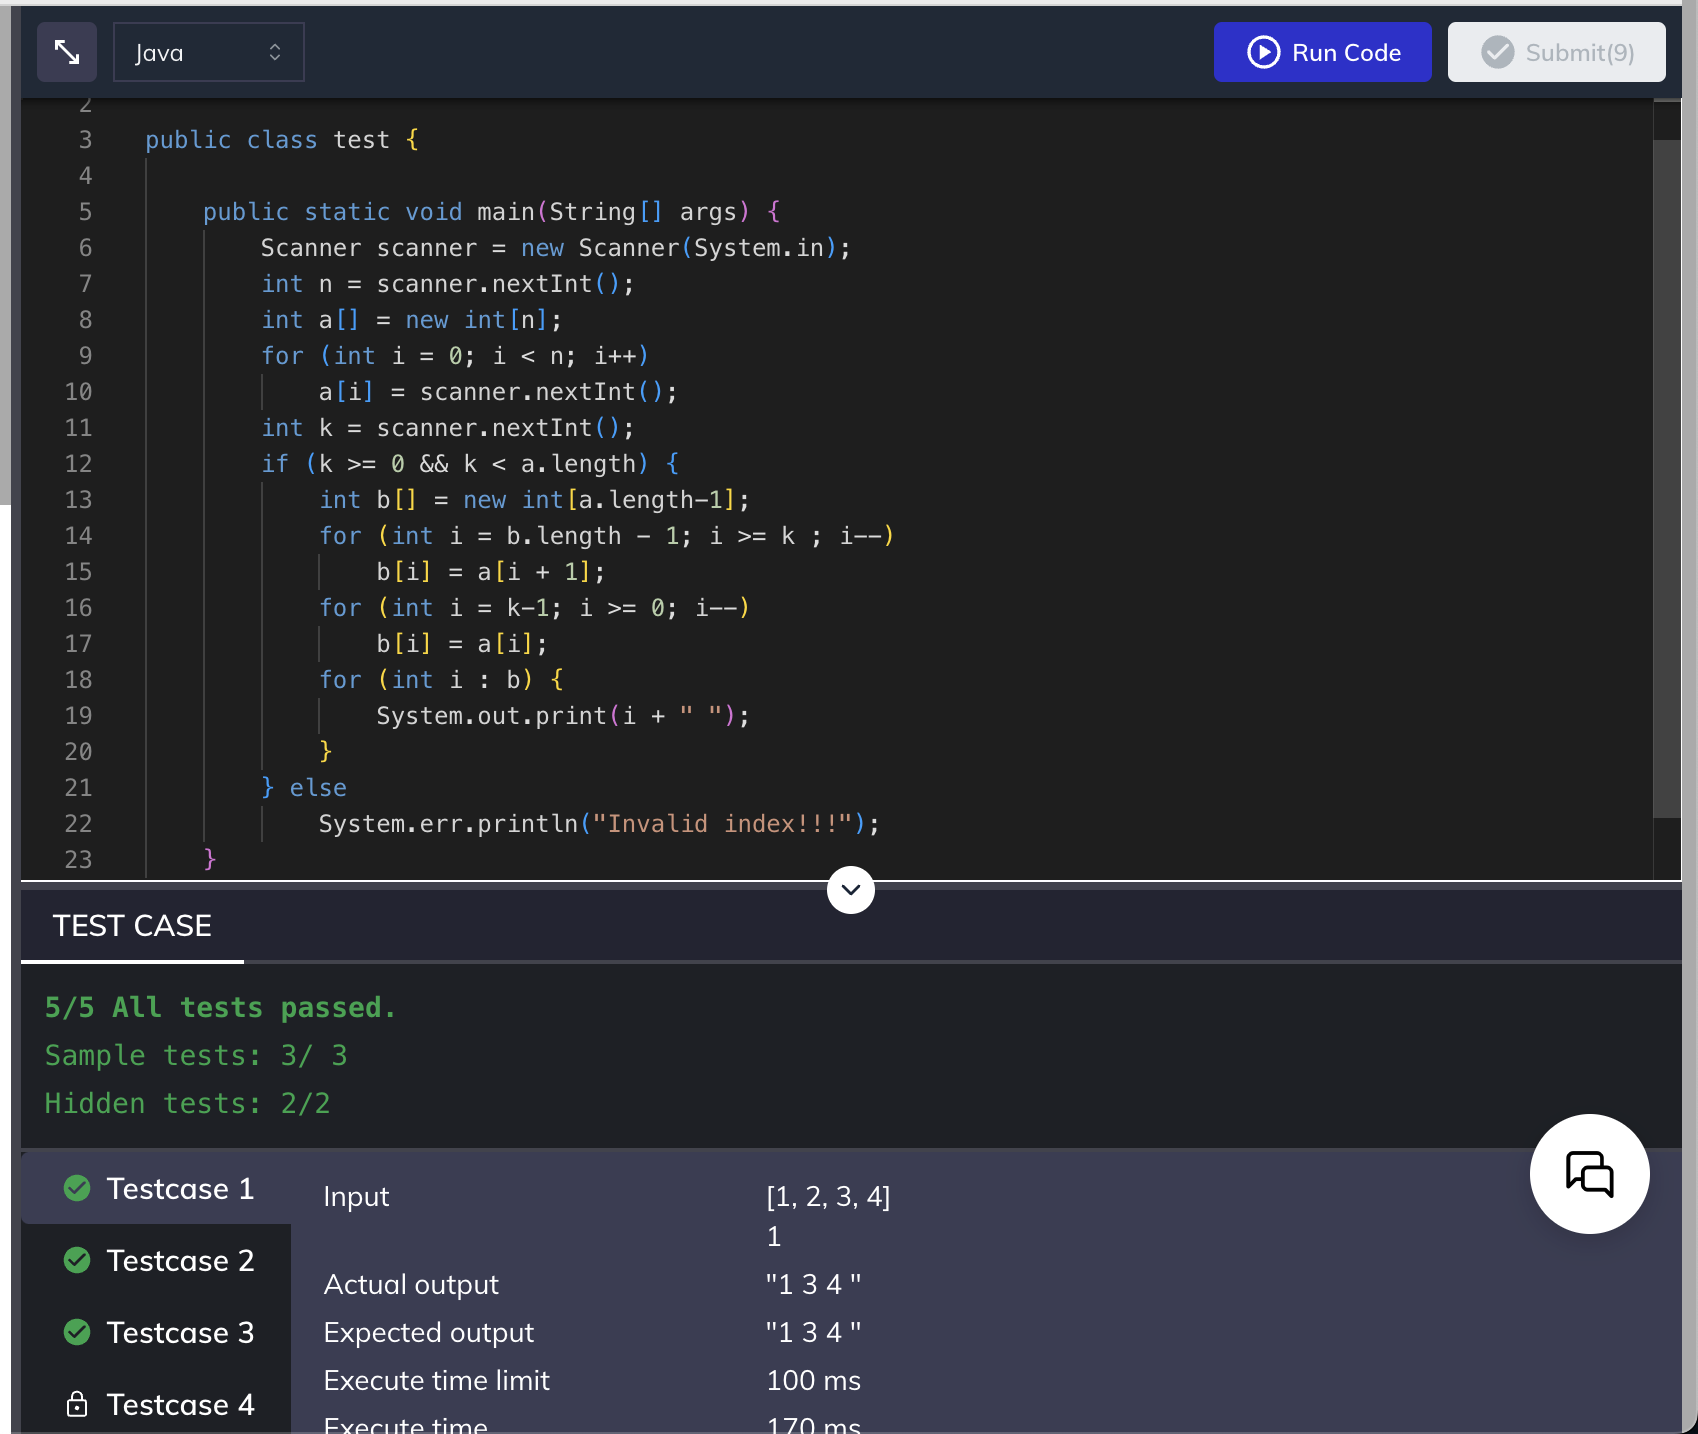 Java
Run Code
Submit(9)
2
3 public class test {
4
5 public static void main(String[] args) {
6 Scanner scanner = new Scanner(System.in);
7 int n = scanner.nextInt();
8 int a[] = new int[n];
9 for (int i = 0; i < n; i++)
10 a[i] = scanner.nextInt();
11 int k = scanner.nextInt();
12 if (k >= 0 && k < a.length) {
13 int b[] = new int[a.length-1];
14 for (int i = b.length - 1; i >= k ; i--)
15 b[i] = a[i + 1];
16 for (int i = k-1; i >= 0; i--)
17 b[i] = a[i];
18 for (int i : b) {
19 System.out.print(i + " ");
20 }
21 } else
22 System.err.println("Invalid index!!!");
23 }
TEST CASE
5/5 All tests passed.
Sample tests: 3/ 3
Hidden tests: 2/2
Testcase 1
Testcase 2
Testcase 3
Testcase 4
Input [1, 2, 3, 4]
1
Actual output "1 3 4 "
Expected output "1 3 4 "
Execute time limit 100 ms
Execute time 170 ms